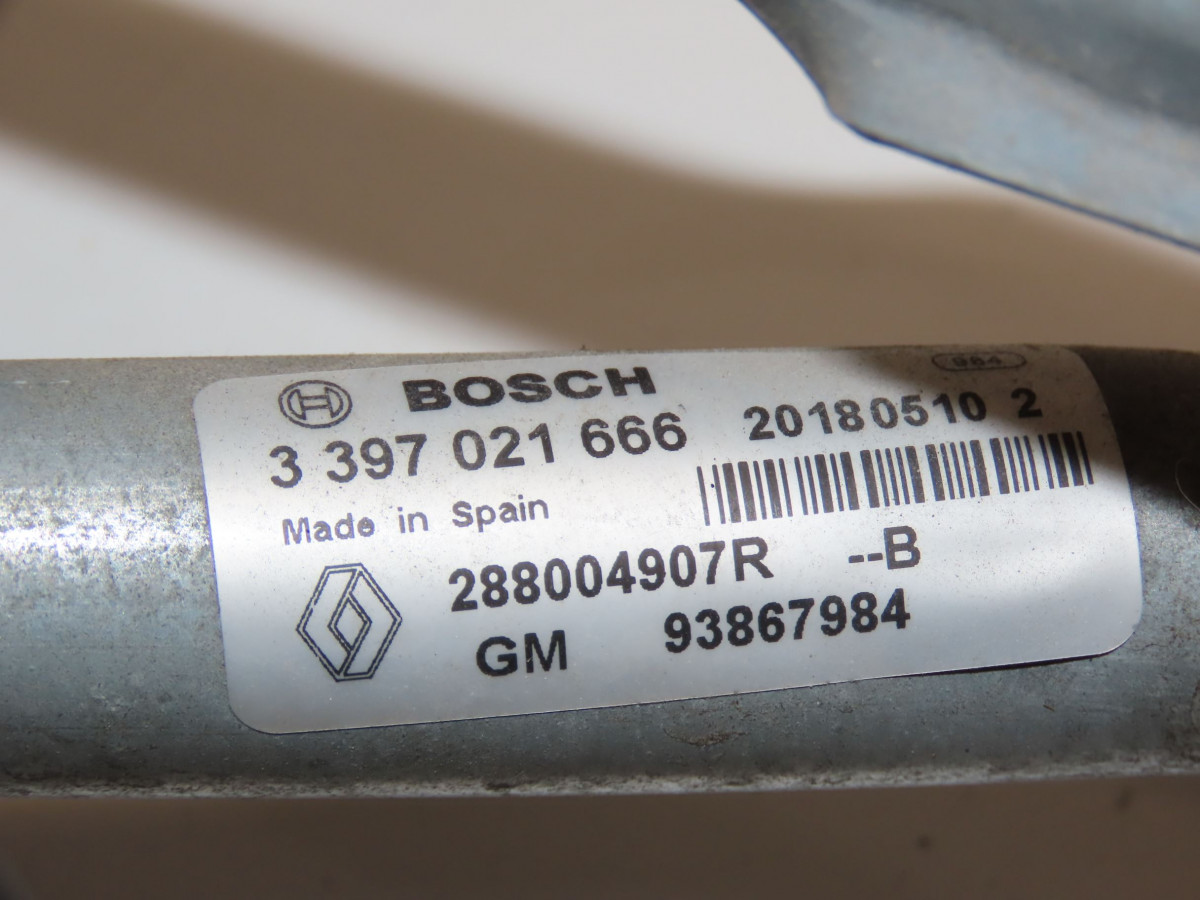 984
BOSCH
3 397 021 666 20180510 2
Made in Spain
288004907R --B
GM 93867984